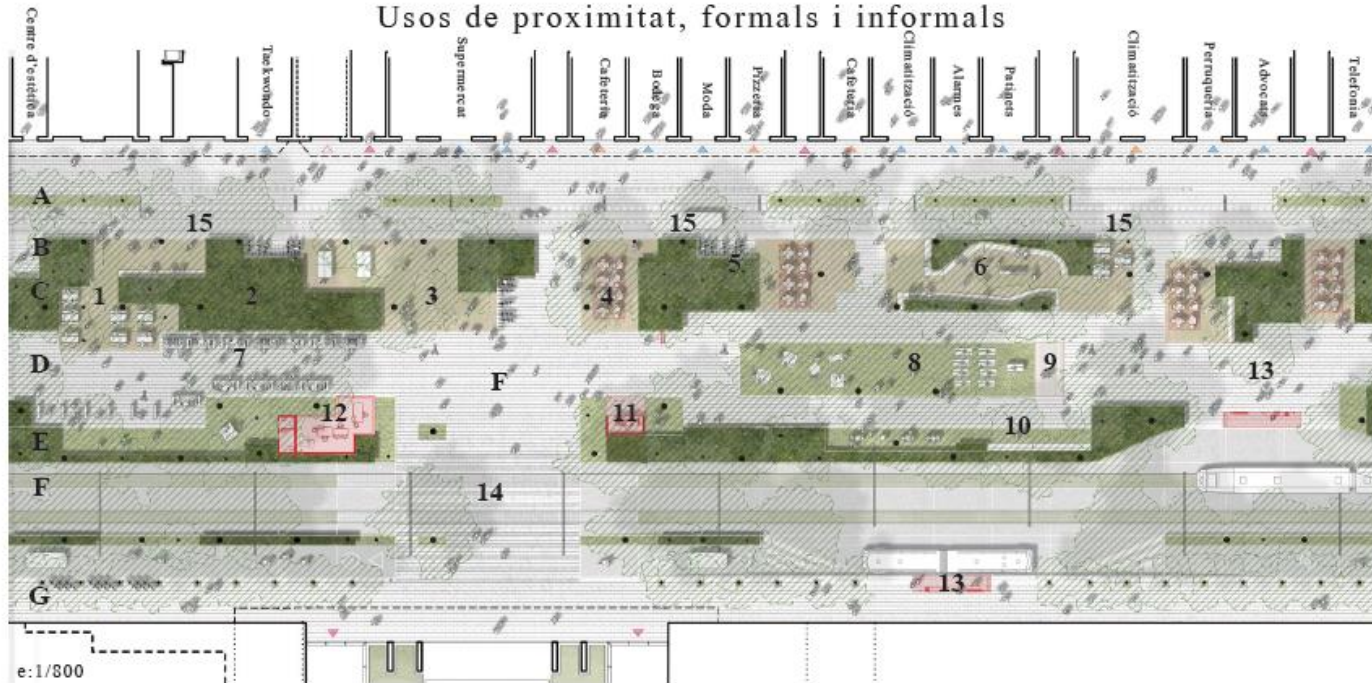 Usos de proximitat, formals i informals
Centre d'estètica
Taekwondo
Supermercat
Cafeteria
Bodega
Moda
Pizzeria
Cafeteria
Climatització
Alarmes
Patinets
Climatització
Perruqueria
Advocats
Telefonia
A
15
15
15
B
5
6
C
1
2
3
4
D
7
F
8
9
13
12
11
10
E
F
14
13
G
e:1/800